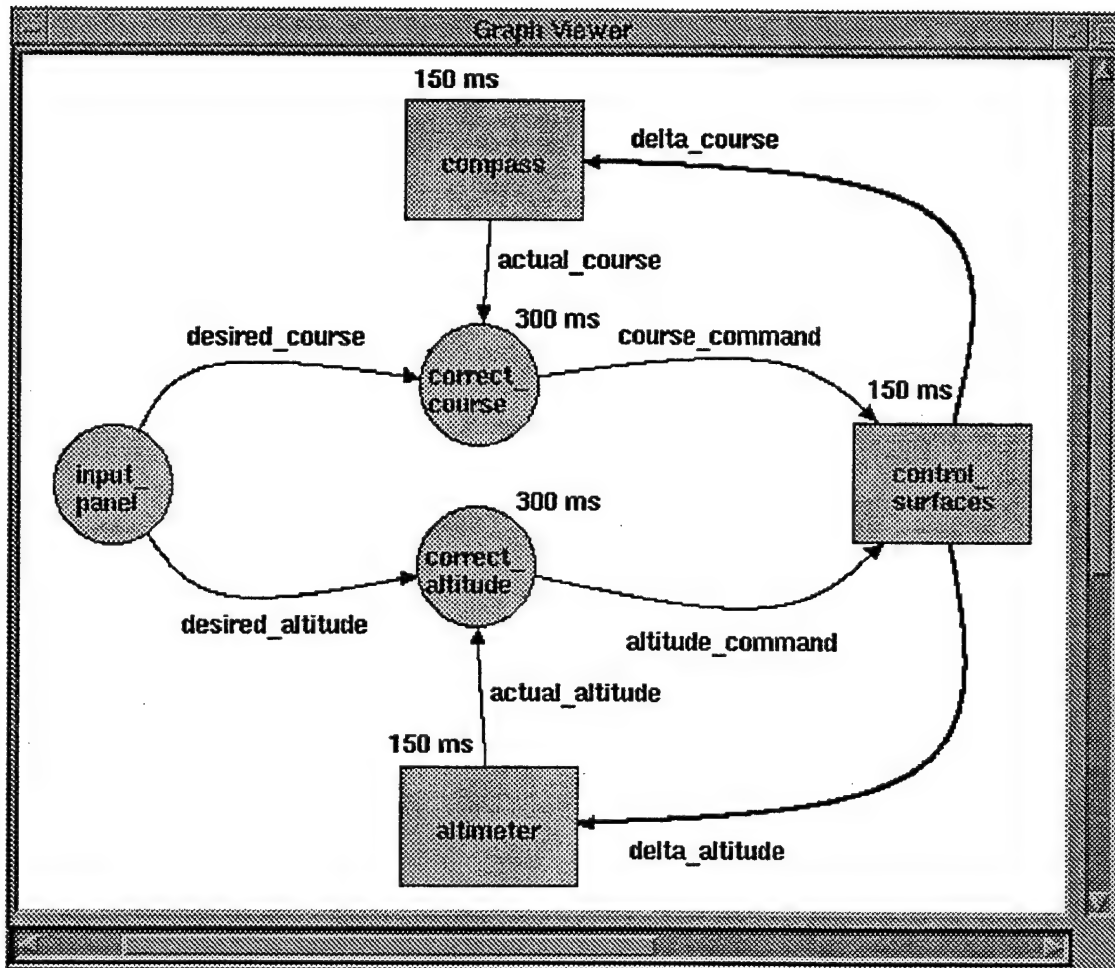 Graph Viewer
150 ms
compass
delta_course
actual_course
300 ms
desired_course
course_command
correct_
course
150 ms
input_
panel
control_
surfaces
300 ms
correct_
altitude
desired_altitude
altitude_command
actual_altitude
150 ms
altimeter
delta_altitude